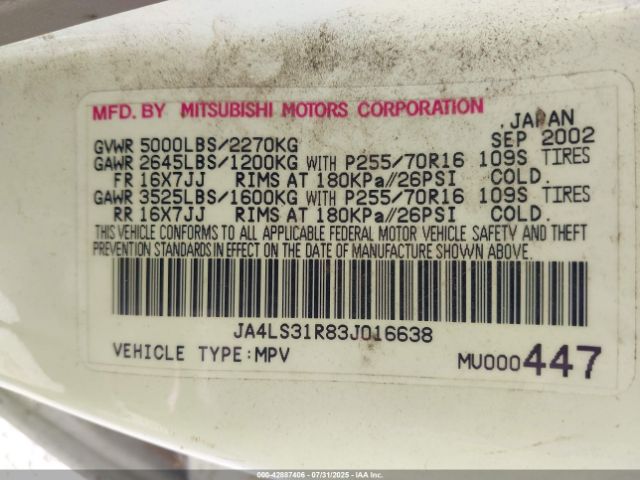 MFD. BY MITSUBISHI MOTORS CORPORATION
JAPAN
GVWR 5000LBS/2270KG SEP 2002
GAWR 2645LBS/1200KG WITH P255/70R16 109S TIRES
FR 16X7JJ RIMS AT 180KPa//26PSI COLD.
GAWR 3525LBS/1600KG WITH P255/70R16 109S TIRES
RR 16X7JJ RIMS AT 180KPa//26PSI COLD.
THIS VEHICLE CONFORMS TO ALL APPLICABLE FEDERAL MOTOR VEHICLE SAFETY AND THEFT
PREVENTION STANDARDS IN EFFECT ON THE DATE OF MANUFACTURE SHOWN ABOVE.
JA4LS31R83J016638
VEHICLE TYPE:MPV MU000447
000-42887406 - 07/31/2025 - IAAI.COM